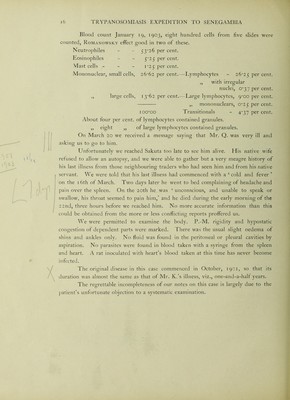 16 TRYPANOSOMIASIS EXPEDITION TO SENEGAMBIA
Blood count January 19, 1903, eight hundred cells from five slides were
counted, ROMANOWSKY effect good in two of these.
Neutrophiles - - 53·26 per cent.
Eosinophiles - - 5·25 per cent.
Mast cells - - - 1·25 per cent.
Mononuclear, small cells, 26·62 per cent.—Lymphocytes - 26·25 per cent.
„ with irregular
nuclei, 0·37 per cent.
„ large cells, 13·62 per cent.—Large lymphocytes, 9·00 per cent.
„ mononuclears, 0·25 per cent.
100·00 Transitionals - 4·37 per cent.
About four per cent. of lymphocytes contained granules.
„ right „ of large lymphocytes contained granules.
On March 20 we received a message saying that Mr. Q. was very ill and
asking us to go to him.
Unfortunately we reached Sukuta too late to see him alive. His native wife
refused to allow an autopsy, and we were able to gather but a very meagre history of
his last illness from those neighbouring traders who had seen him and from his native
servant. We were told that his last illness had commenced with a 'cold and fever'
on the 16th of March. Two days later he went to bed complaining of headache and
pain over the spleen. On the 20th he was 'unconscious, and unable to speak or
swallow, his throat seemed to pain him,' and he died during the early morning of the
22nd, three hours before we reached him. No more accurate information than this
could be obtained from the more or less conflicting reports proffered us.
We were permitted to examine the body. P.-M. rigidity and hypostatic
congestion of dependent parts were marked. There was the usual slight oedema of
shins and ankles only. No fluid was found in the peritoneal or pleural cavities by
aspiration. No parasites were found in blood taken with a syringe from the spleen
and heart. A rat inoculated with heart's blood taken at this time has never become
infected.
The original disease in this case commenced in October, 1901, so that its
duration was almost the same as that of Mr. K.'s illness, viz., one-and-a-half years.
The regrettable incompleteness of our notes on this case is largely due to the
patient's unfortunate objection to a systematic examination.